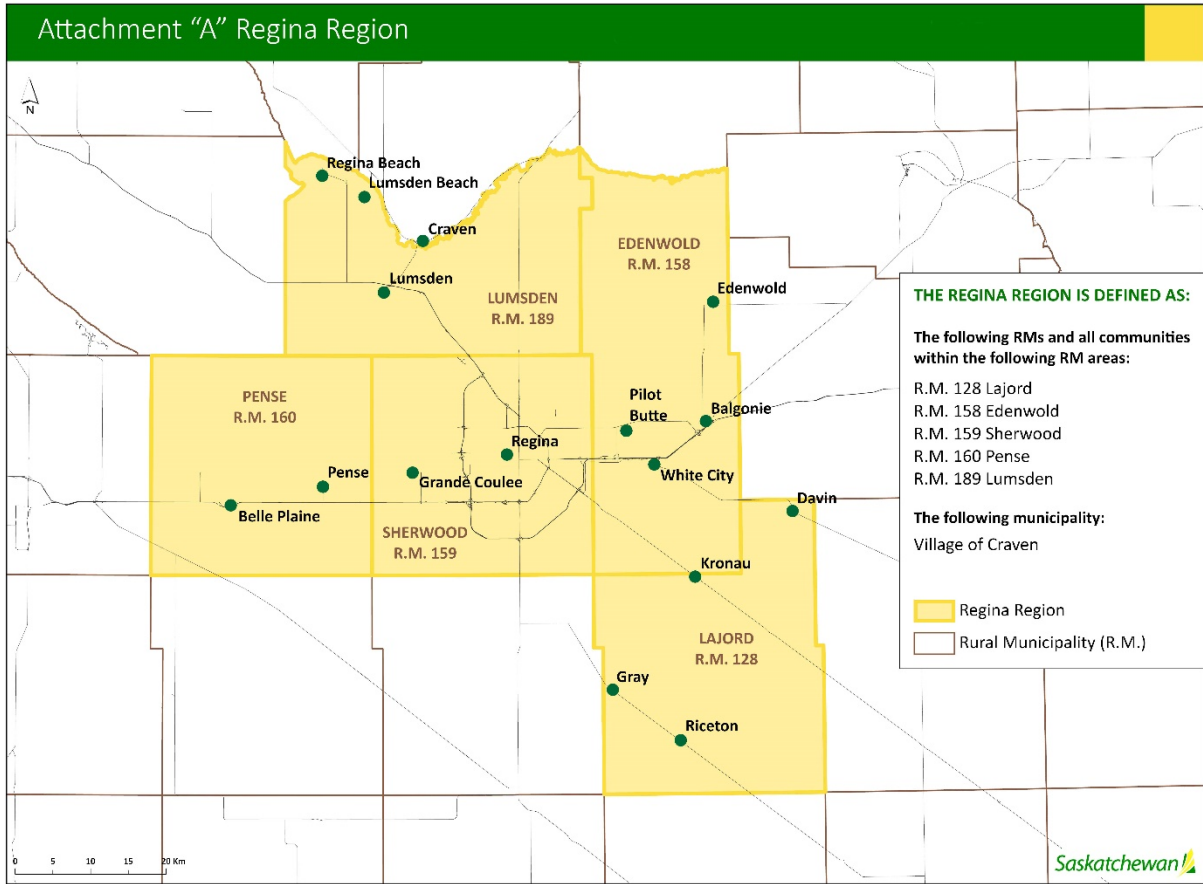 Attachment “A” Regina Region
N
Regina Beach
Lumsden Beach
Craven
EDENWOLD
R.M. 158
Lumsden
LUMSDEN
R.M. 189
Edenwold
PENSE
R.M. 160
Pilot
Butte
Balgonie
Regina
Pense
Grande Coulee
White City
Belle Plaine
Davin
SHERWOOD
R.M. 159
Kronau
LAJORD
R.M. 128
Gray
Riceton
THE REGINA REGION IS DEFINED AS:
The following RMs and all communities
within the following RM areas:
R.M. 128 Lajord
R.M. 158 Edenwold
R.M. 159 Sherwood
R.M. 160 Pense
R.M. 189 Lumsden
The following municipality:
Village of Craven
Regina Region
Rural Municipality (R.M.)
0 5 10 15 20 Km
Saskatchewan